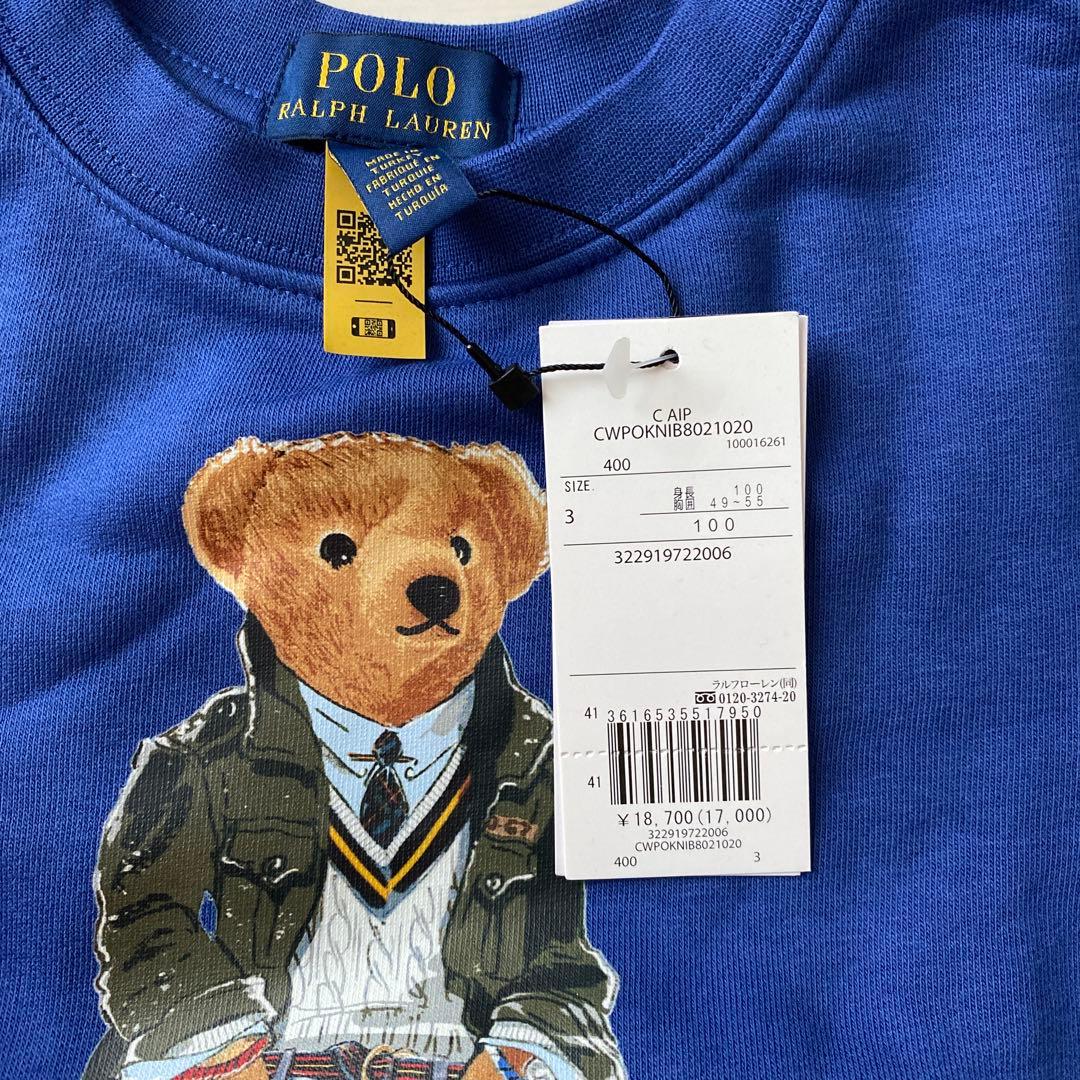 POLO
RALPH LAUREN
MADE IN
TURKEY
FABRIQUE EN
TURQUIE
HECHO EN
TURQUÍA
C AIP
CWPOKNIB8021020
100016261
400
SIZE.
3
身長 100
胸囲 49~55
100
322919722006
ラルフローレン(同)
0120-3274-20
41 3616535517950
41
¥18,700(17,000)
322919722006
CWPOKNIB8021020
400 3